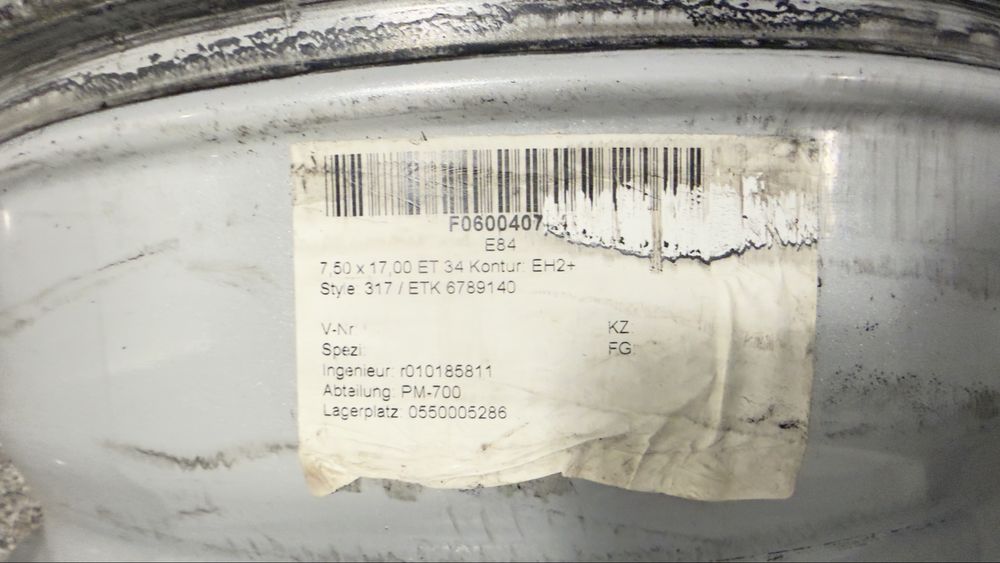 F0600407
E84
7,50 x 17,00 ET 34 Kontur: EH2+
Style: 317 / ETK 6789140
V-Nr
KZ:
Spezi:
FG:
Ingenieur: r010185811
Abteilung: PM-700
Lagerplatz: 0550005286